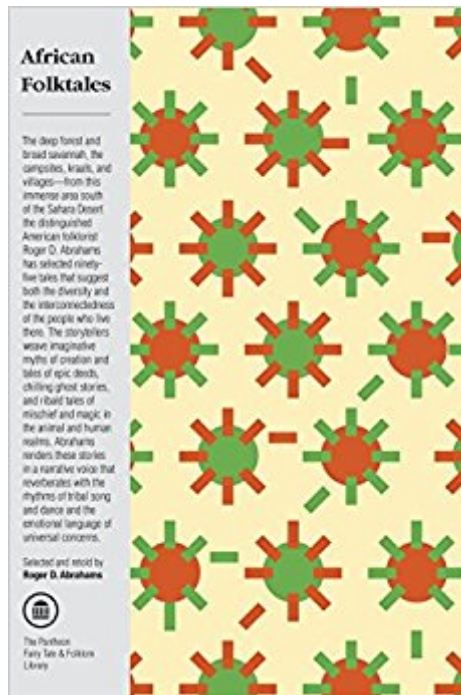 African
Folktales
The deep forest and
broad savannah, the
campsites, kraals, and
villages—from this
immense area south
of the Sahara Desert
the distinguished
American folklorist
Roger D. Abrahams
has selected ninety-
five tales that suggest
both the diversity and
the interconnectedness
of the people who live
there. The storytellers
weave imaginative
myths of creation and
tales of epic deeds,
chilling ghost stories,
and ribald tales of
mischief and magic in
the animal and human
realms. Abrahams
renders these stories
in a narrative voice that
reverberates with the
rhythms of tribal song
and dance and the
emotional language of
universal concerns.
Selected and retold by
Roger D. Abrahams
The Pantheon
Fairy Tale & Folklore
Library